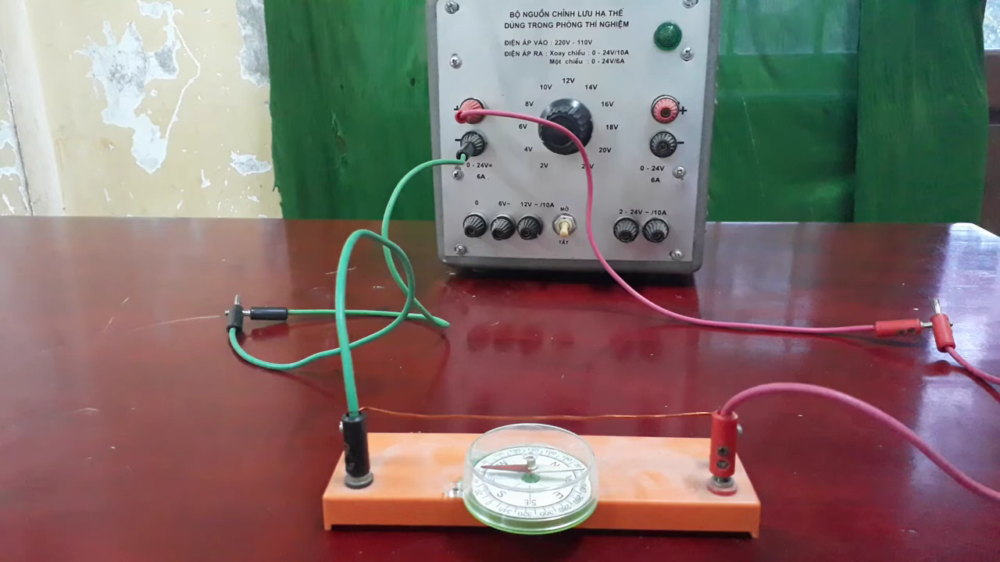 BỘ NGUỒN CHỈNH LƯU HẠ THẾ
DÙNG TRONG PHÒNG THÍ NGHIỆM
ĐIỆN ÁP VÀO : 220V - 110V
ĐIỆN ÁP RA : Xoay chiều : 0 - 24V/10A
Một chiều : 0 - 24V/6A
12V
10V 14V
8V 16V
+ +
6V 18V
4V 20V
- -
2V
0 - 24V= 0 - 24V
6A 6A
0 6V~ 12V ~ /10A MỞ 2 - 24V ~ /10A
TẮT
N
S E
SE